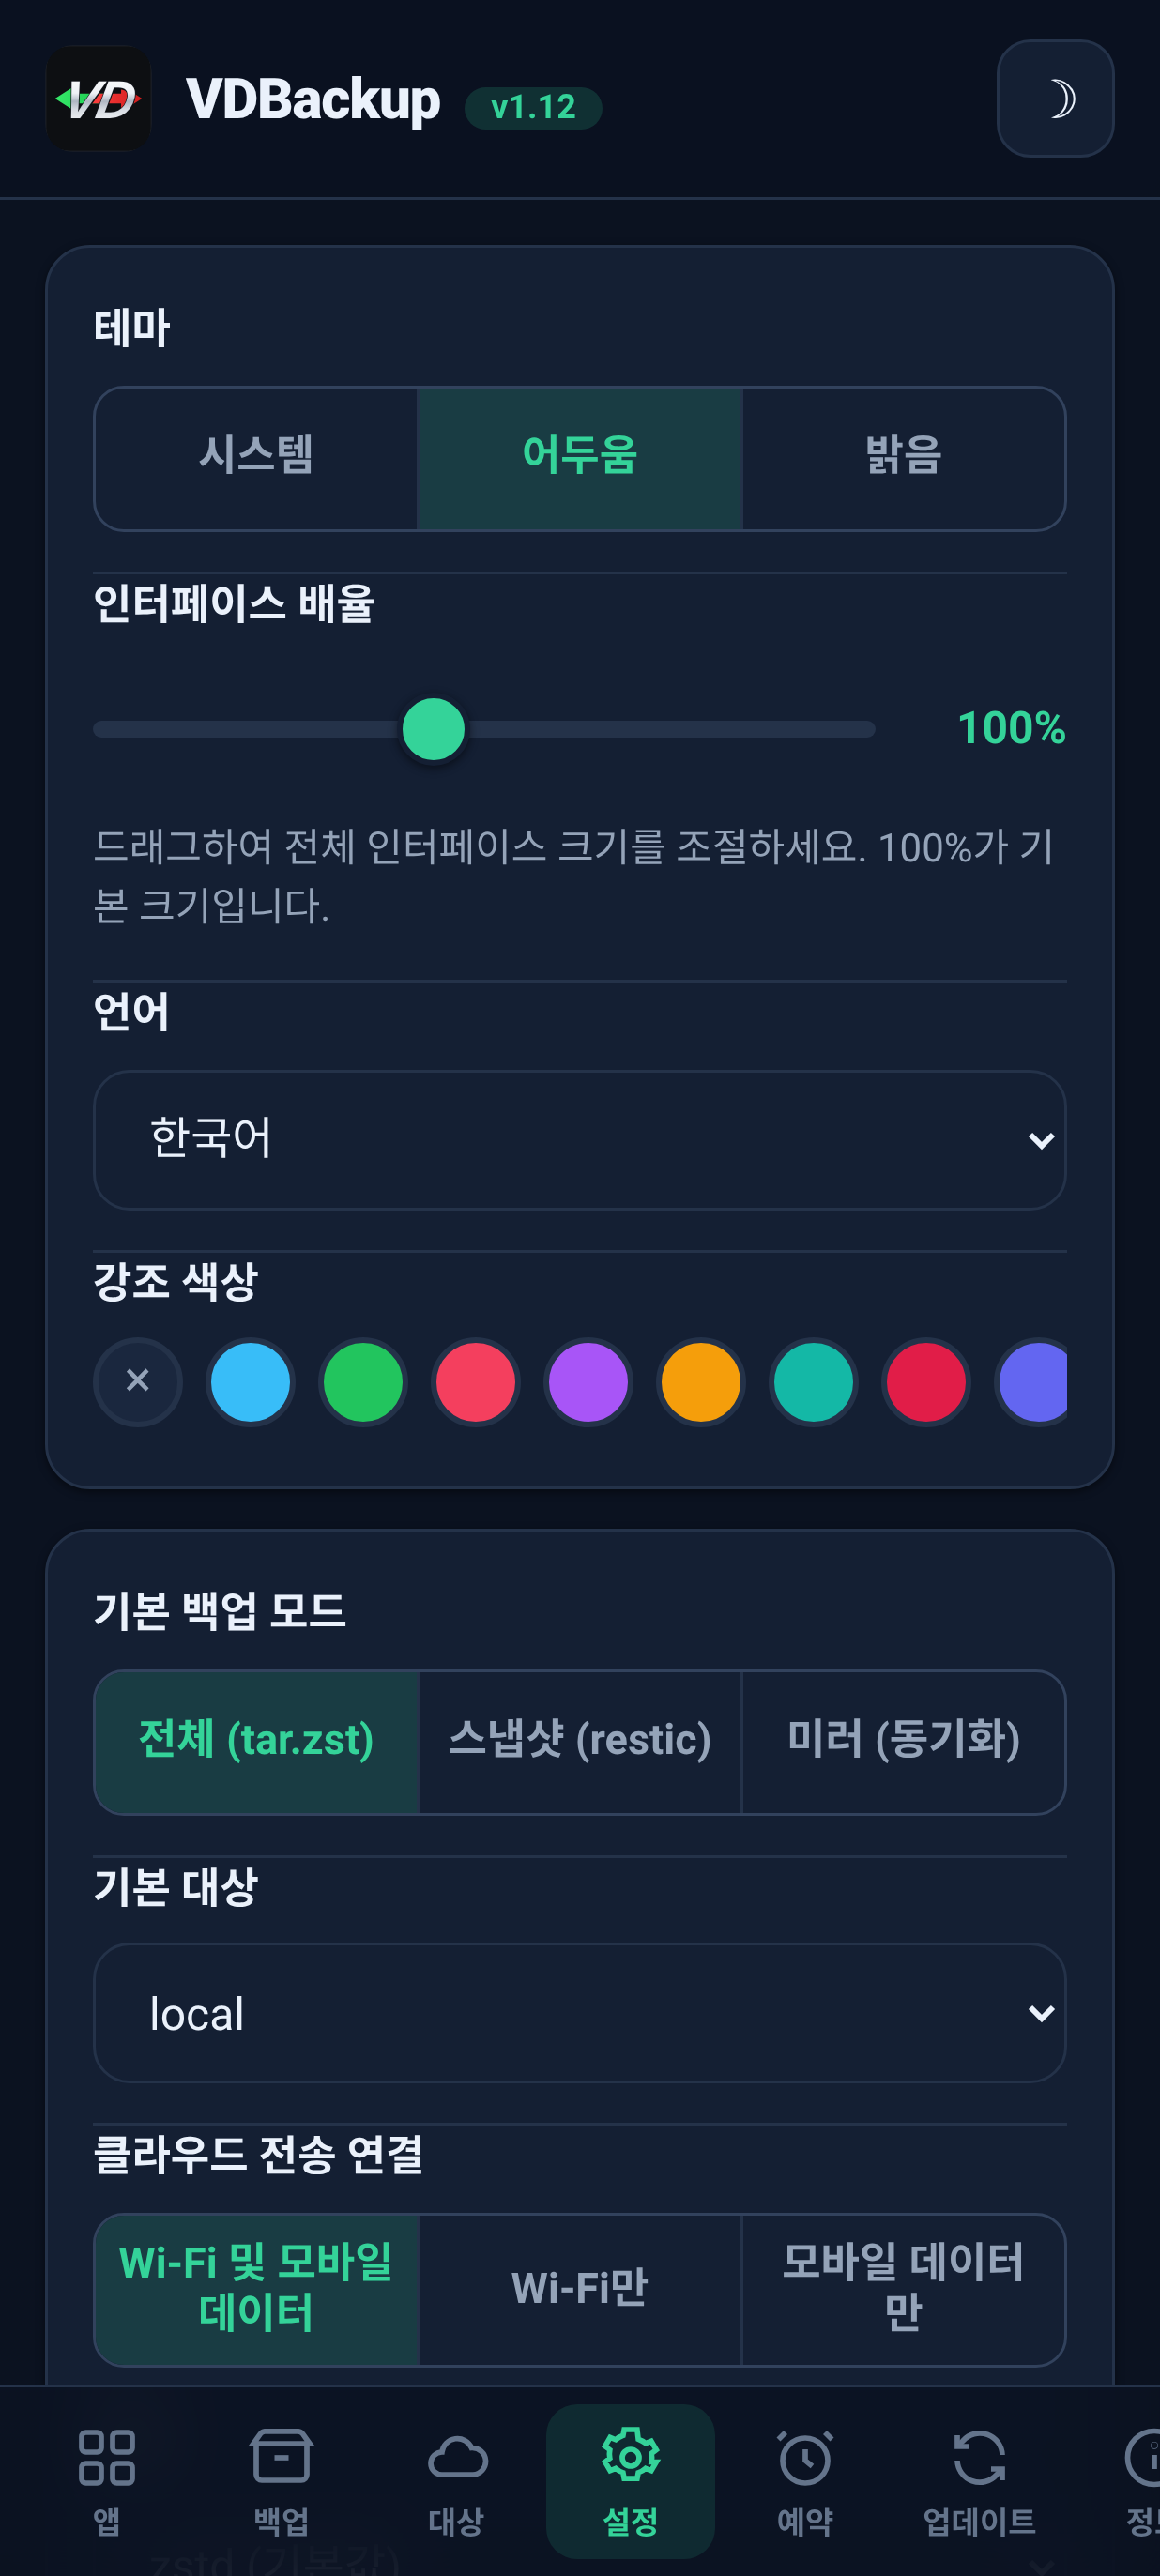 VD
VDBackup v1.12
테마
시스템 어두움 밝음
인터페이스 배율
100%
드래그하여 전체 인터페이스 크기를 조절하세요. 100%가 기
본 크기입니다.
언어
한국어
강조 색상
기본 백업 모드
전체 (tar.zst) 스냅샷 (restic) 미러 (동기화)
기본 대상
local
클라우드 전송 연결
Wi-Fi 및 모바일
데이터
Wi-Fi만
모바일 데이터
만
앱 백업 대상 설정 예약 업데이트
zstd (기본값)